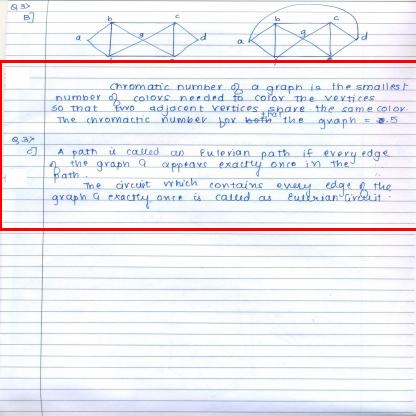 Q.3>
B]
b c b c
a g d a g d
Chromatic number of a graph is the smallest
number of colors needed to color the vertices
so that two adjacent vertices share the same color.
The chromactic number for both that the graph = 5
Q.3>
C] A path is called an Eulerian path if every edge
of the graph G appears exactly once in the
path.
The circuit which contains every edge of the
graph G exactly once is called as Eulerian circuit.